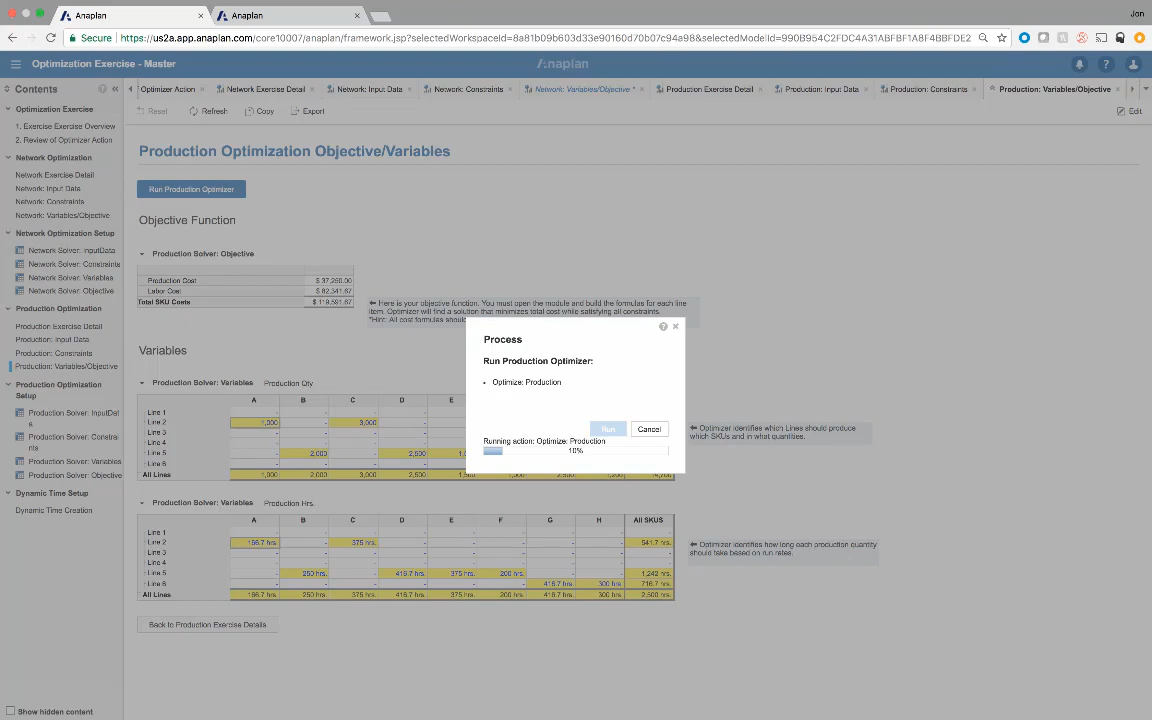 Anaplan
Anaplan
Jon
Secure https://us2a.app.anaplan.com/core10007/anaplan/framework.jsp?selectedWorkspaceId=8a81b09b603d33e90160d70b07c94a98&selectedModelId=990B954C2FDC4A31ABFBF1A8F4BBFDE2
Optimization Exercise - Master
Anaplan
Contents
Optimizer Action
Network Exercise Detail
Network: Input Data
Network: Constraints
Network: Variables/Objective *
Production Exercise Detail
Production: Input Data
Production: Constraints
Production: Variables/Objective
Reset
Refresh
Copy
Export
Edit
Optimization Exercise
1. Exercise Exercise Overview
2. Review of Optimizer Action
Network Optimization
Network Exercise Detail
Network: Input Data
Network: Constraints
Network: Variables/Objective
Network Optimization Setup
Network Solver: InputData
Network Solver: Constraints
Network Solver: Variables
Network Solver: Objective
Production Optimization
Production Exercise Detail
Production: Input Data
Production: Constraints
Production: Variables/Objective
Production Optimization
Setup
Production Solver: InputDat
a
Production Solver: Constrai
nts
Production Solver: Variables
Production Solver: Objective
Dynamic Time Setup
Dynamic Time Creation
Show hidden content
Production Optimization Objective/Variables
Run Production Optimizer
Objective Function
Production Solver: Objective
Production Cost $ 37,250.00
Labor Cost $ 82,341.67
Total SKU Costs $ 119,591.67
Here is your objective function. You must open the module and build the formulas for each line
item. Optimizer will find a solution that minimizes total cost while satisfying all constraints.
*Hint: All cost formulas should
Variables
Production Solver: Variables Production Qty
A B C D E
Line 1 - - - -
Line 2 1,000 - 3,000 -
Line 3 - - - -
Line 4 - - - -
Line 5 - 2,000 - 2,500
Line 6 - - - -
All Lines 1,000 2,000 3,000 2,500
Optimizer identifies which Lines should produce
which SKUs and in what quantities.
Process
Run Production Optimizer:
Optimize: Production
Run
Cancel
Running action: Optimize: Production
10%
Production Solver: Variables Production Hrs.
A B C D E F G H All SKUS
Line 1 - - - - - - - - -
Line 2 166.7 hrs. - 375 hrs. - - - - - 541.7 hrs.
Line 3 - - - - - - - - -
Line 4 - - - - - - - - -
Line 5 - 250 hrs. - 416.7 hrs. 375 hrs. 200 hrs. - - 1,242 hrs.
Line 6 - - - - - - 416.7 hrs. 300 hrs. 716.7 hrs.
All Lines 166.7 hrs. 250 hrs. 375 hrs. 416.7 hrs. 375 hrs. 200 hrs. 416.7 hrs. 300 hrs. 2,500 hrs.
Optimizer identifies how long each production quantity
should take based on run rates.
Back to Production Exercise Details